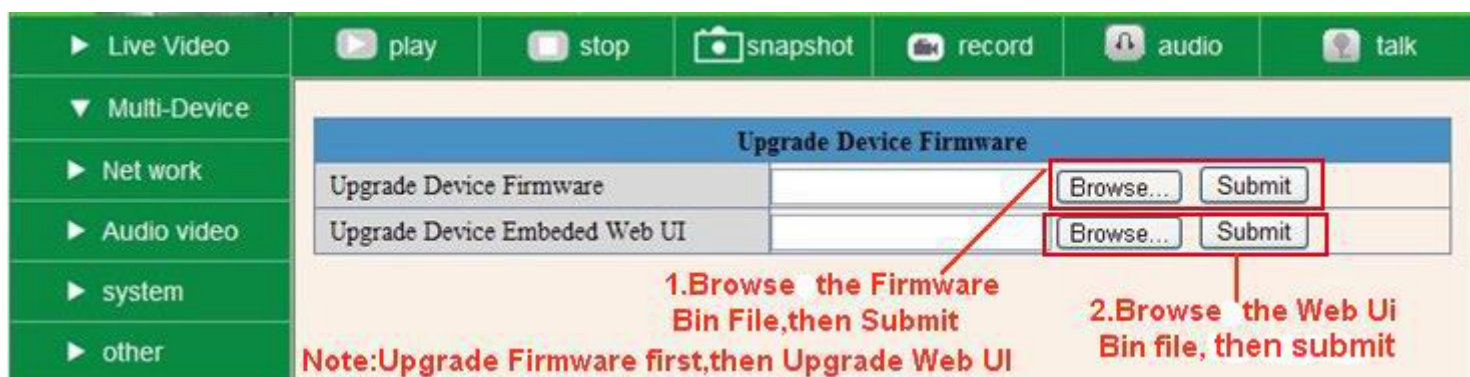 Live Video
play
stop
snapshot
record
audio
talk
Multi-Device
Net work
Audio video
system
other
Upgrade Device Firmware
Upgrade Device Firmware
Browse...
Submit
Upgrade Device Embeded Web UI
Browse...
Submit
1.Browse the Firmware
Bin File,then Submit
2.Browse the Web Ui
Bin file, then submit
Note:Upgrade Firmware first,then Upgrade Web UI